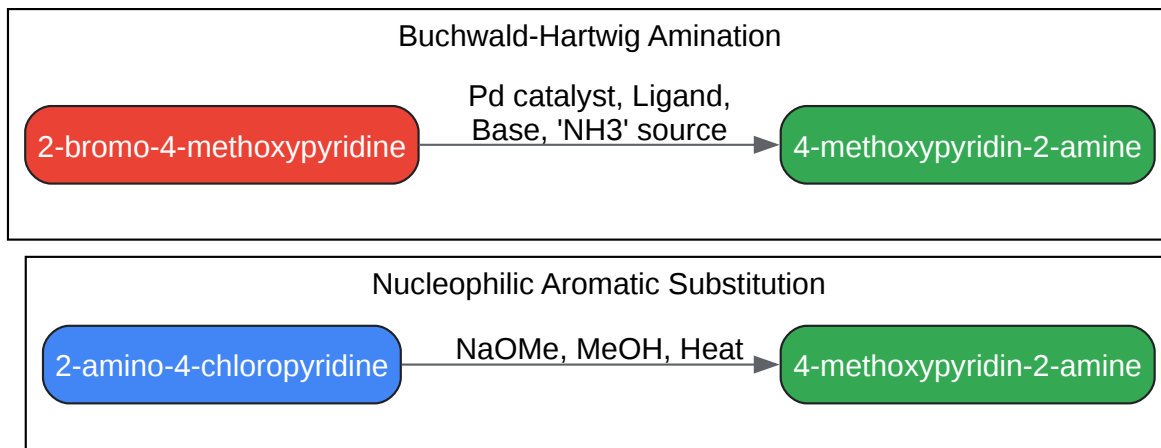 Buchwald-Hartwig Amination
Pd catalyst, Ligand,
Base, 'NH3' source
2-bromo-4-methoxypyridine
4-methoxypyridin-2-amine
Nucleophilic Aromatic Substitution
NaOMe, MeOH, Heat
2-amino-4-chloropyridine
4-methoxypyridin-2-amine